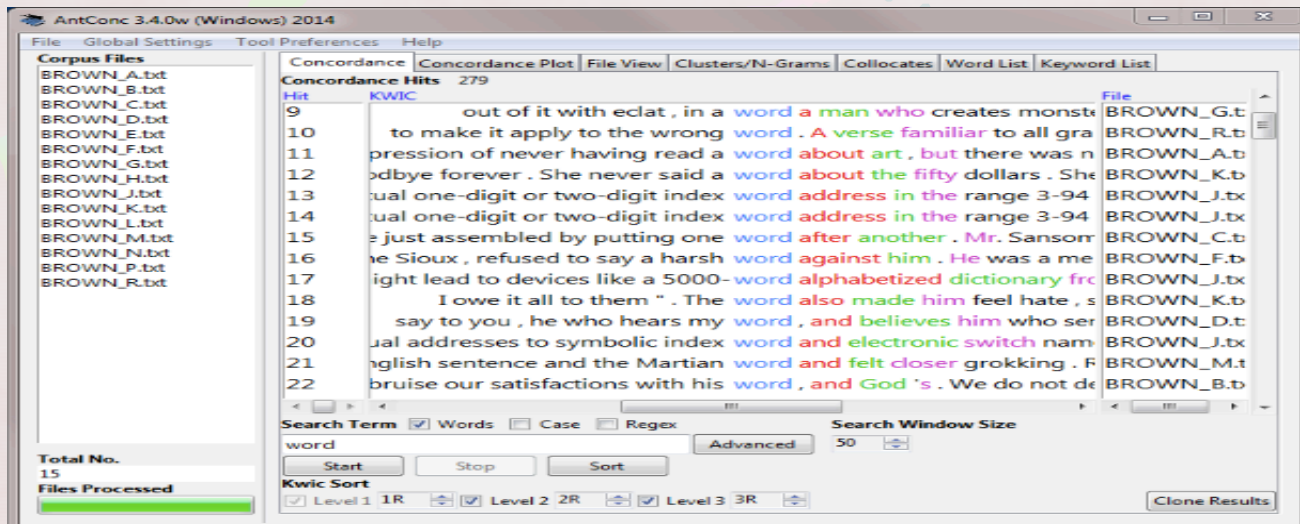 AntConc 3.4.0w (Windows) 2014
File Global Settings Tool Preferences Help
Corpus Files
BROWN_A.txt
BROWN_B.txt
BROWN_C.txt
BROWN_D.txt
BROWN_E.txt
BROWN_F.txt
BROWN_G.txt
BROWN_H.txt
BROWN_J.txt
BROWN_K.txt
BROWN_L.txt
BROWN_M.txt
BROWN_N.txt
BROWN_P.txt
BROWN_R.txt
Total No.
15
Files Processed
Concordance Concordance Plot File View Clusters/N-Grams Collocates Word List Keyword List
Concordance Hits 279
Hit KWIC File
9 out of it with eclat , in a word a man who creates monste BROWN_G.t
10 to make it apply to the wrong word . A verse familiar to all gra BROWN_R.t
11 pression of never having read a word about art , but there was n BROWN_A.t
12 odbye forever . She never said a word about the fifty dollars . She BROWN_K.t
13 tual one-digit or two-digit index word address in the range 3-94 BROWN_J.tx
14 tual one-digit or two-digit index word address in the range 3-94 BROWN_J.tx
15 e just assembled by putting one word after another . Mr. Sansom BROWN_C.t
16 he Sioux , refused to say a harsh word against him . He was a me BROWN_F.t
17 ight lead to devices like a 5000- word alphabetized dictionary fro BROWN_J.tx
18 I owe it all to them " . The word also made him feel hate , s BROWN_K.t
19 say to you , he who hears my word , and believes him who sen BROWN_D.t
20 ual addresses to symbolic index word and electronic switch nam BROWN_J.tx
21 nglish sentence and the Martian word and felt closer grokking . R BROWN_M.t
22 bruise our satisfactions with his word , and God 's . We do not de BROWN_B.t
Search Term Words Case Regex Search Window Size
word Advanced 50
Start Stop Sort
Kwic Sort
Level 1 1R Level 2 2R Level 3 3R Clone Results